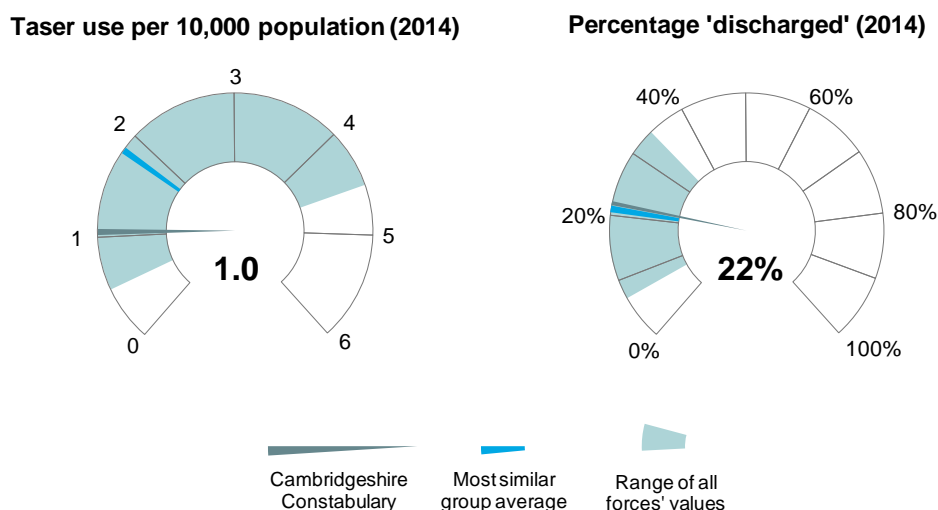 Taser use per 10,000 population (2014)
0
1
2
3
4
5
6
1.0
Percentage 'discharged' (2014)
0%
20%
40%
60%
80%
100%
22%
Cambridgeshire
Constabulary
Most similar
group average
Range of all
forces' values